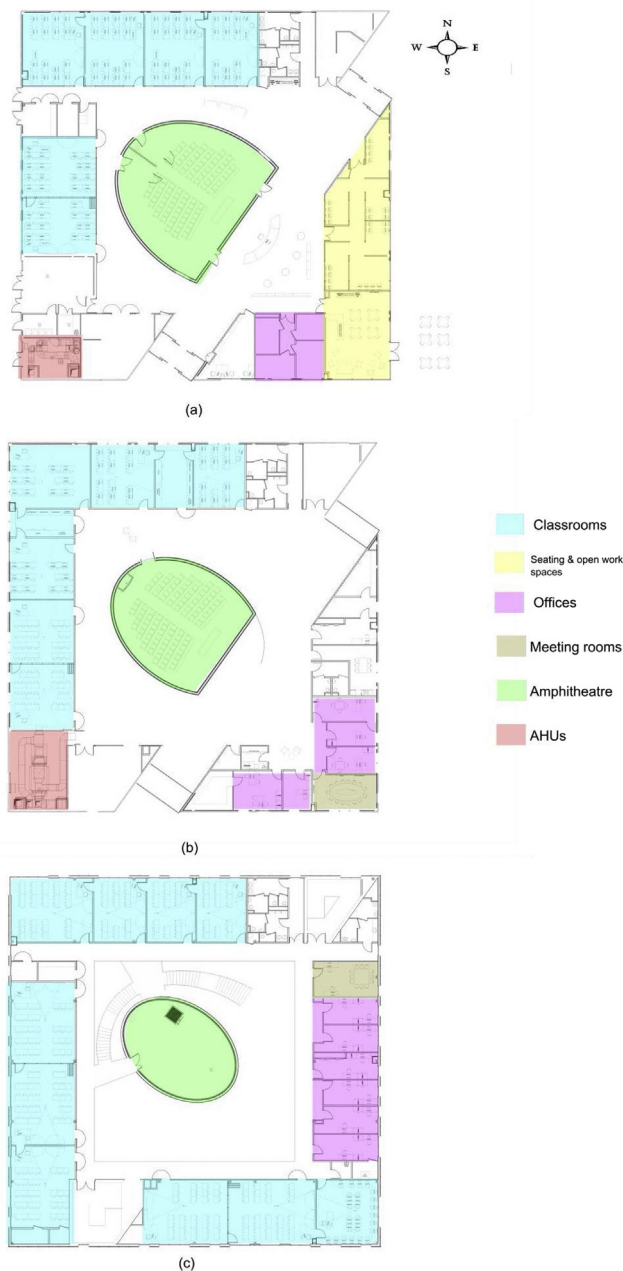 N
W E
S
(a)
(b)
Classrooms
Seating & open work
spaces
Offices
Meeting rooms
Amphitheatre
AHUs
(c)